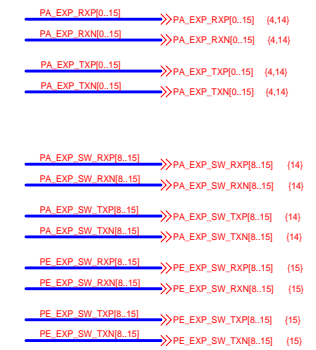 PA_EXP_RXP[0..15] PA_EXP_RXP[0..15] {4,14}
PA_EXP_RXN[0..15] PA_EXP_RXN[0..15] {4,14}
PA_EXP_TXP[0..15] PA_EXP_TXP[0..15] {4,14}
PA_EXP_TXN[0..15] PA_EXP_TXN[0..15] {4,14}
PA_EXP_SW_RXP[8..15] PA_EXP_SW_RXP[8..15] {14}
PA_EXP_SW_RXN[8..15] PA_EXP_SW_RXN[8..15] {14}
PA_EXP_SW_TXP[8..15] PA_EXP_SW_TXP[8..15] {14}
PA_EXP_SW_TXN[8..15] PA_EXP_SW_TXN[8..15] {14}
PE_EXP_SW_RXP[8..15] PE_EXP_SW_RXP[8..15] {15}
PE_EXP_SW_RXN[8..15] PE_EXP_SW_RXN[8..15] {15}
PE_EXP_SW_TXP[8..15] PE_EXP_SW_TXP[8..15] {15}
PE_EXP_SW_TXN[8..15] PE_EXP_SW_TXN[8..15] {15}